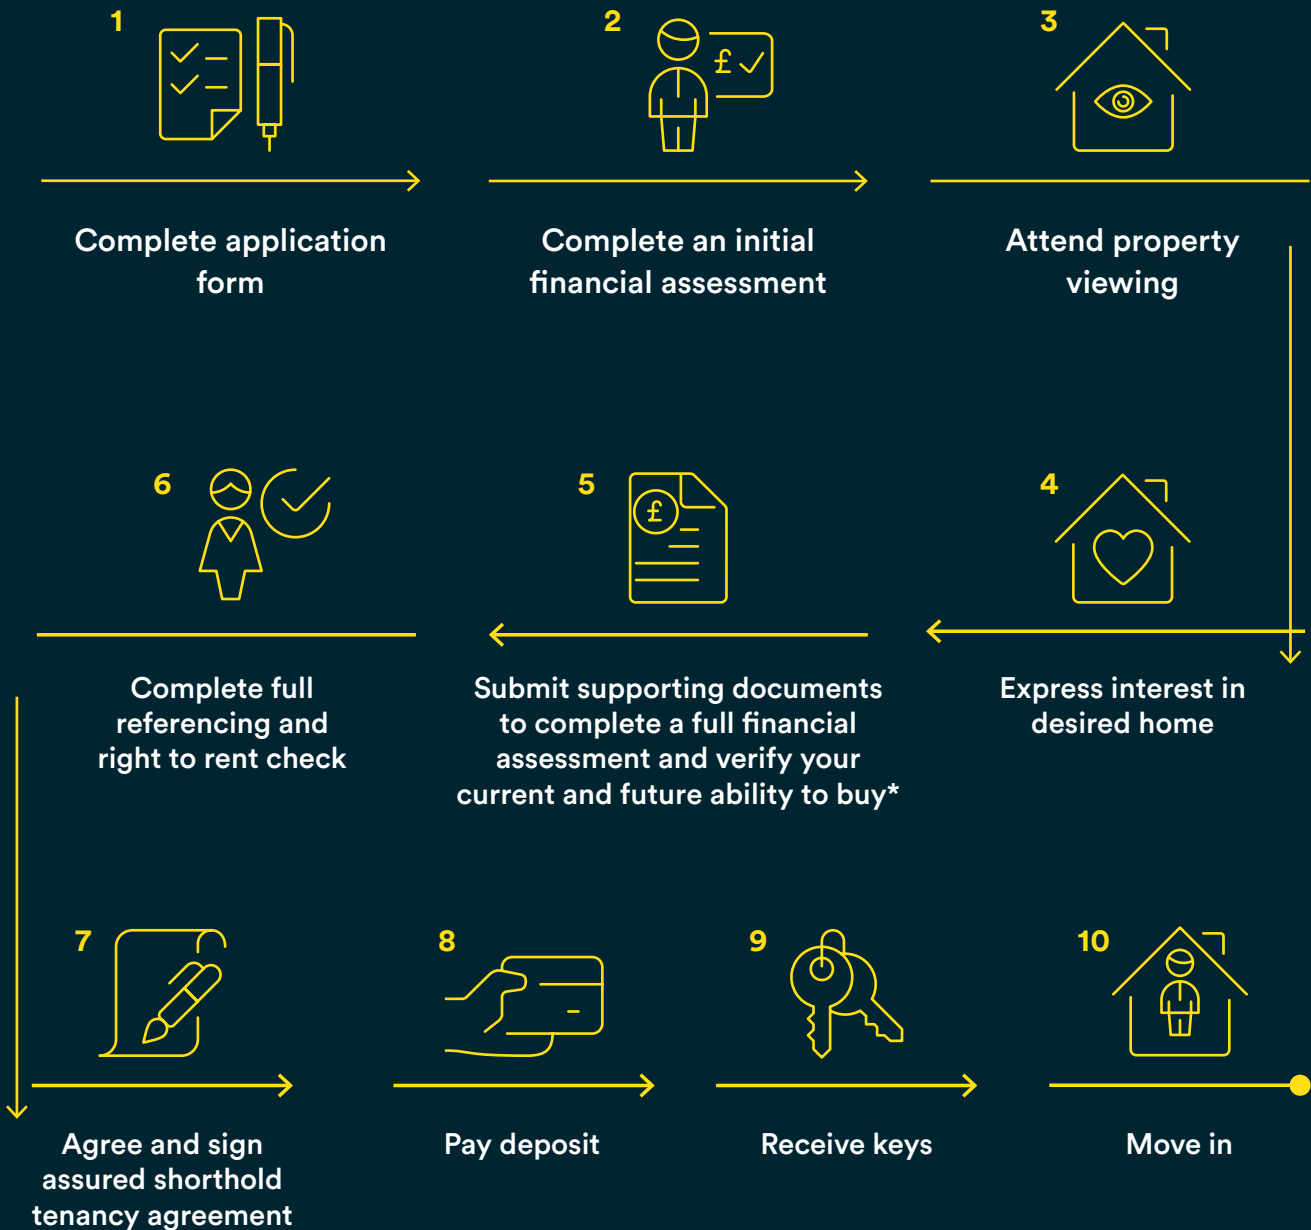 1
Complete application
form
2
Complete an initial
financial assessment
£
3
Attend property
viewing
4
Express interest in
desired home
5
£
Submit supporting documents
to complete a full financial
assessment and verify your
current and future ability to buy*
6
Complete full
referencing and
right to rent check
7
Agree and sign
assured shorthold
tenancy agreement
8
Pay deposit
9
Receive keys
10
Move in